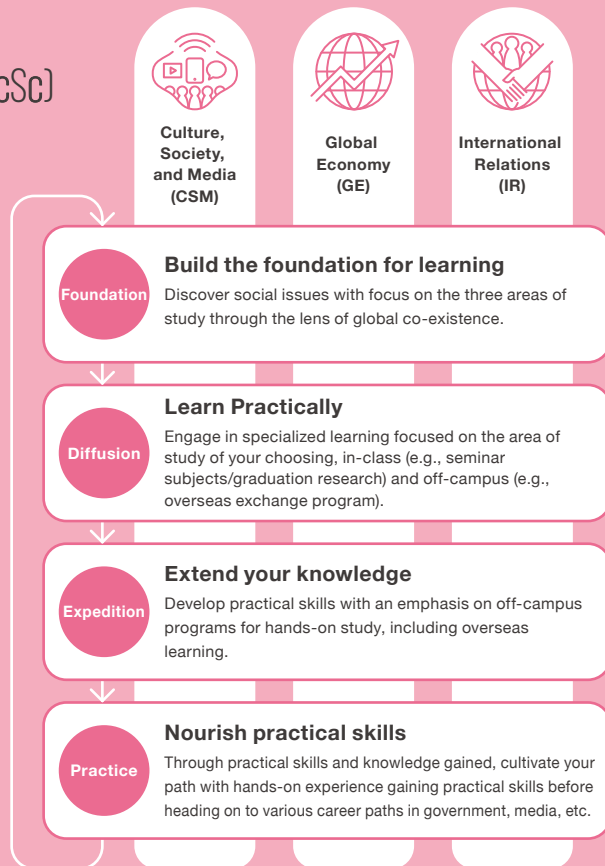 cSc)
Culture,
Society,
and Media
(CSM)
Global
Economy
(GE)
International
Relations
(IR)
Foundation
Build the foundation for learning
Discover social issues with focus on the three areas of
study through the lens of global co-existence.
Diffusion
Learn Practically
Engage in specialized learning focused on the area of
study of your choosing, in-class (e.g., seminar
subjects/graduation research) and off-campus (e.g.,
overseas exchange program).
Expedition
Extend your knowledge
Develop practical skills with an emphasis on off-campus
programs for hands-on study, including overseas
learning.
Practice
Nourish practical skills
Through practical skills and knowledge gained, cultivate your
path with hands-on experience gaining practical skills before
heading on to various career paths in government, media, etc.